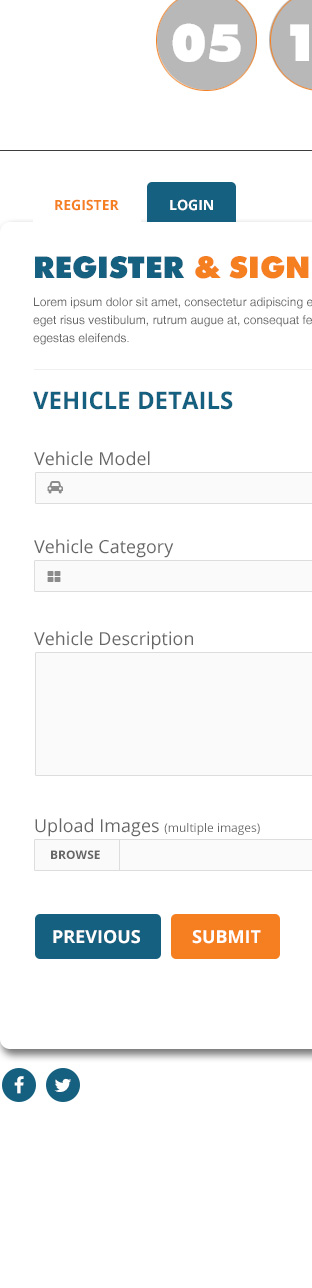 05 1
REGISTER LOGIN
REGISTER & SIGN
Lorem ipsum dolor sit amet, consectetur adipiscing
eget risus vestibulum, rutrum augue at, consequat
egestas eleifends.
VEHICLE DETAILS
Vehicle Model
Vehicle Category
Vehicle Description
Upload Images (multiple images)
BROWSE
PREVIOUS SUBMIT